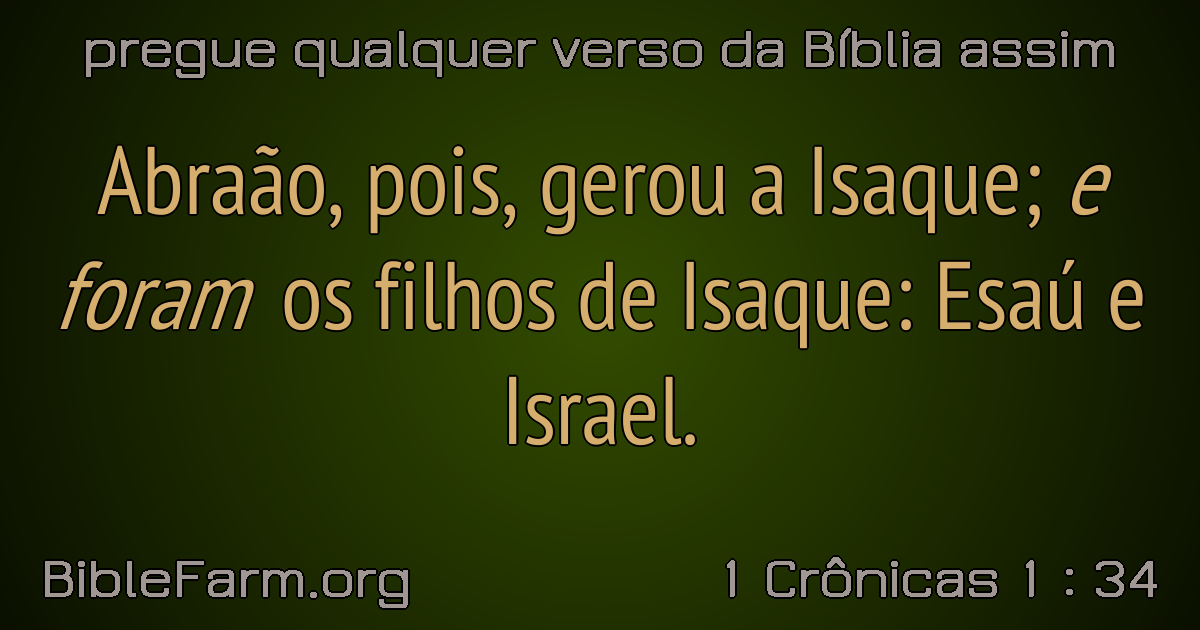 pregue qualquer verso da Bíblia assim
Abraão, pois, gerou a Isaque; e
foram os filhos de Isaque: Esaú e
Israel.
BibleFarm.org
1 Crônicas 1 : 34